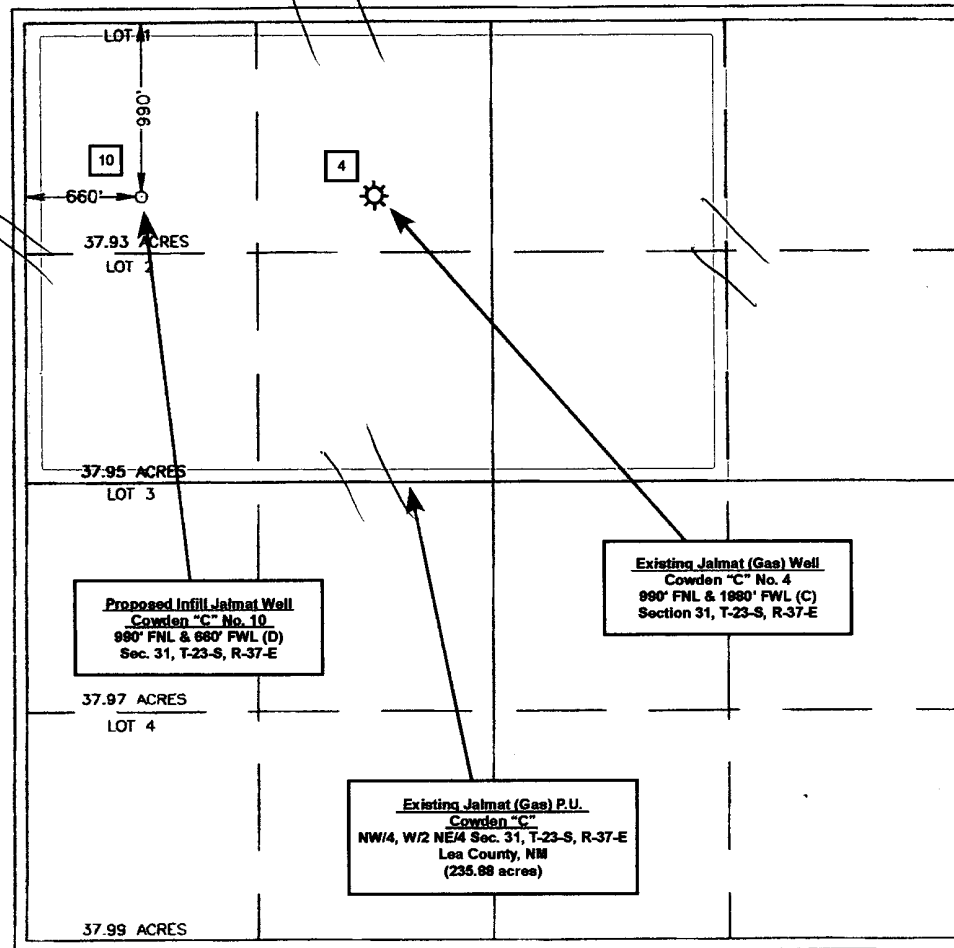 LOT 1
990'
10
4
660'
37.93 ACRES
LOT 2
37.95 ACRES
LOT 3
Existing Jalmat (Gas) Well
Cowden "C" No. 4
990' FNL & 1980' FWL (C)
Section 31, T-23-S, R-37-E
Proposed Infill Jalmat Well
Cowden "C" No. 10
990' FNL & 660' FWL (D)
Sec. 31, T-23-S, R-37-E
37.97 ACRES
LOT 4
Existing Jalmat (Gas) P.U.
Cowden "C"
NW/4, W/2 NE/4 Sec. 31, T-23-S, R-37-E
Lea County, NM
(235.88 acres)
37.99 ACRES